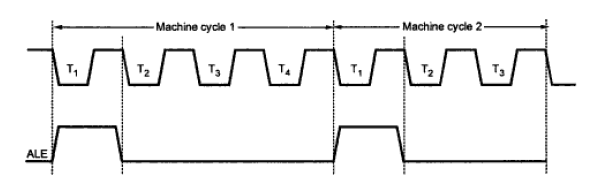 Machine cycle 1 Machine cycle 2
T1 T2 T3 T4 T1 T2 T3
ALE